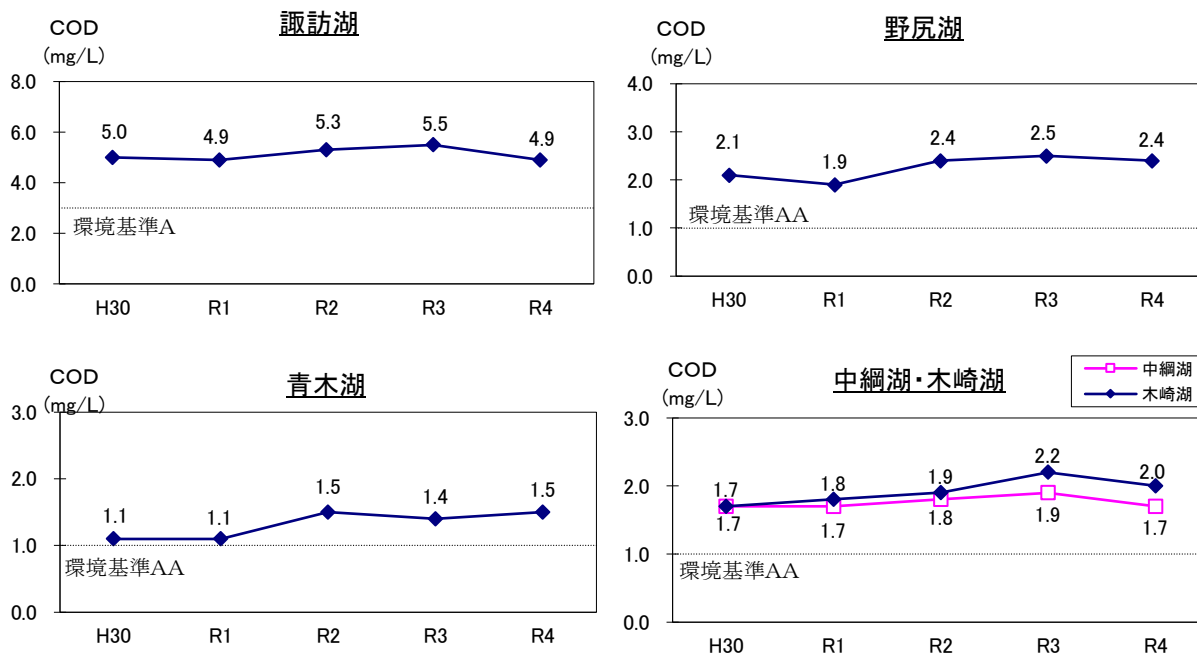 諏訪湖
COD
(mg/L)
8.0
6.0
4.0
2.0
0.0
5.0 4.9 5.3 5.5 4.9
環境基準A
H30 R1 R2 R3 R4
野尻湖
COD
(mg/L)
4.0
3.0
2.0
1.0
0.0
2.1 1.9 2.4 2.5 2.4
環境基準AA
H30 R1 R2 R3 R4
青木湖
COD
(mg/L)
3.0
2.0
1.0
0.0
1.1 1.1 1.5 1.4 1.5
環境基準AA
H30 R1 R2 R3 R4
中綱湖・木崎湖
中綱湖
木崎湖
COD
(mg/L)
3.0
2.0
1.0
0.0
1.7 1.8 1.9 2.2 2.0
1.7 1.7 1.8 1.9 1.7
環境基準AA
H30 R1 R2 R3 R4